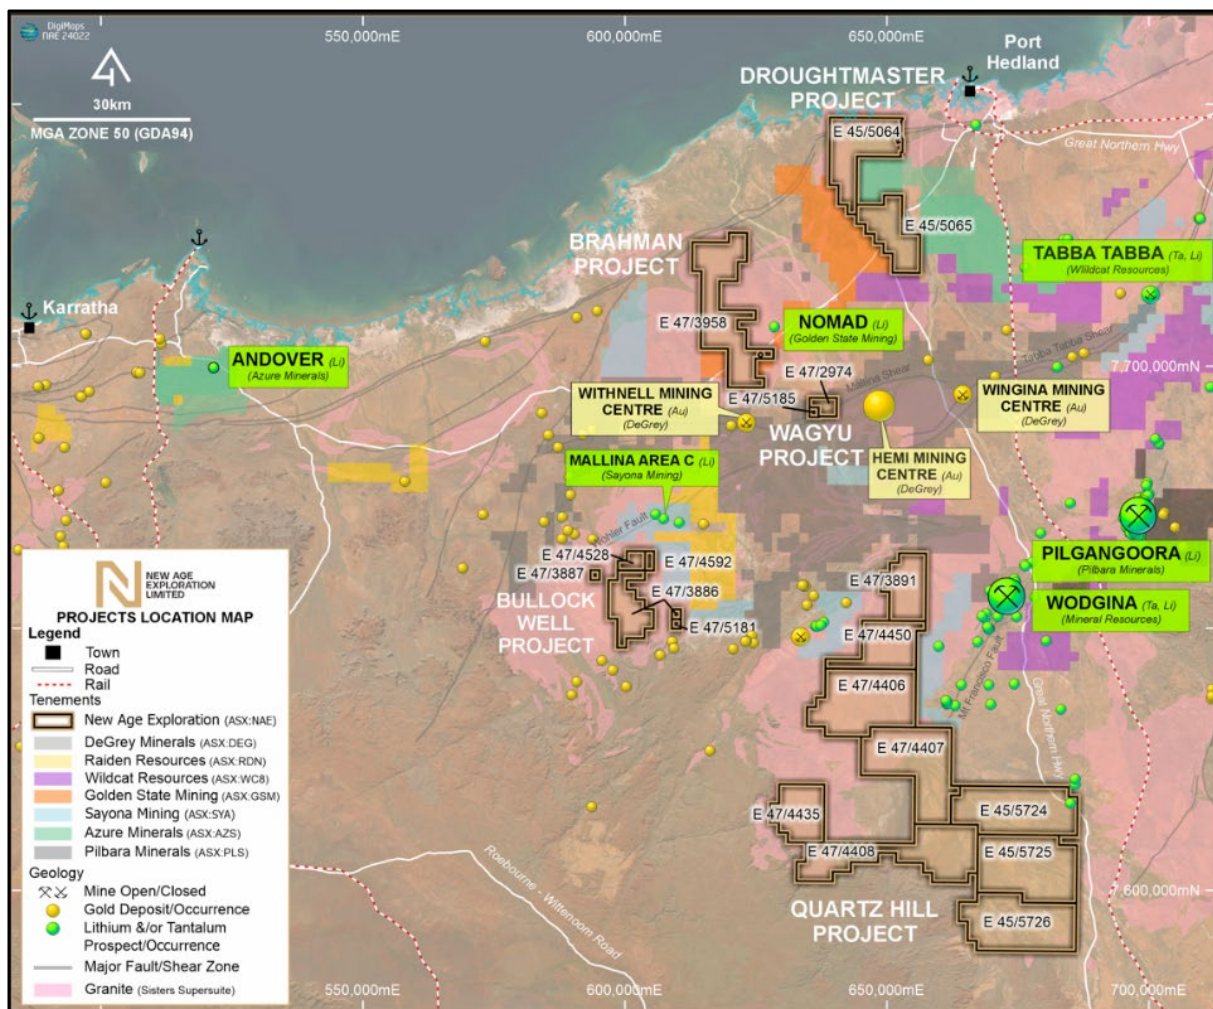 DigiMaps
NAE 24022
550,000mE
600,000mE
650,000mE
Port
Hedland
30km
MGA ZONE 50 (GDA94)
DROUGHTMASTER
PROJECT
E 45/5064
Great Northern Hwy
E 45/5065
BRAHMAN
PROJECT
TABBA TABBA (Ta, Li)
(Wildcat Resources)
Karratha
E 47/3958
NOMAD (Li)
(Golden State Mining)
Tabba Tabba Shear
ANDOVER (Li)
(Azure Minerals)
7,700,000mN
E 47/2974
Mallina Shear
WITHNELL MINING
CENTRE (Au)
(DeGrey)
E 47/5185
WINGINA MINING
CENTRE (Au)
(DeGrey)
WAGYU
PROJECT
HEMI MINING
CENTRE (Au)
(DeGrey)
MALLINA AREA C (Li)
(Sayona Mining)
Wohler Fault
E 47/4528
E 47/4592
E 47/3887
E 47/3886
E 47/3891
PILGANGOORA (Li)
(Pilbara Minerals)
BULLOCK
WELL
PROJECT
E 47/5181
WODGINA (Ta, Li)
(Mineral Resources)
E 47/4450
E 47/4406
Mt Francisco Fault
Great Northern Hwy
E 47/4407
E 47/4435
E 45/5724
E 47/4408
E 45/5725
Roebourne - Wittenoom Road
7,600,000mN
QUARTZ HILL
PROJECT
E 45/5726
550,000mE
600,000mE
650,000mE
700,000mE
NEW AGE
EXPLORATION
LIMITED
PROJECTS LOCATION MAP
Legend
Town
Road
Rail
Tenements
New Age Exploration (ASX:NAE)
DeGrey Minerals (ASX:DEG)
Raiden Resources (ASX:RDN)
Wildcat Resources (ASX:WC8)
Golden State Mining (ASX:GSM)
Sayona Mining (ASX:SYA)
Azure Minerals (ASX:AZS)
Pilbara Minerals (ASX:PLS)
Geology
Mine Open/Closed
Gold Deposit/Occurrence
Lithium &/or Tantalum
Prospect/Occurrence
Major Fault/Shear Zone
Granite (Sisters Supersuite)